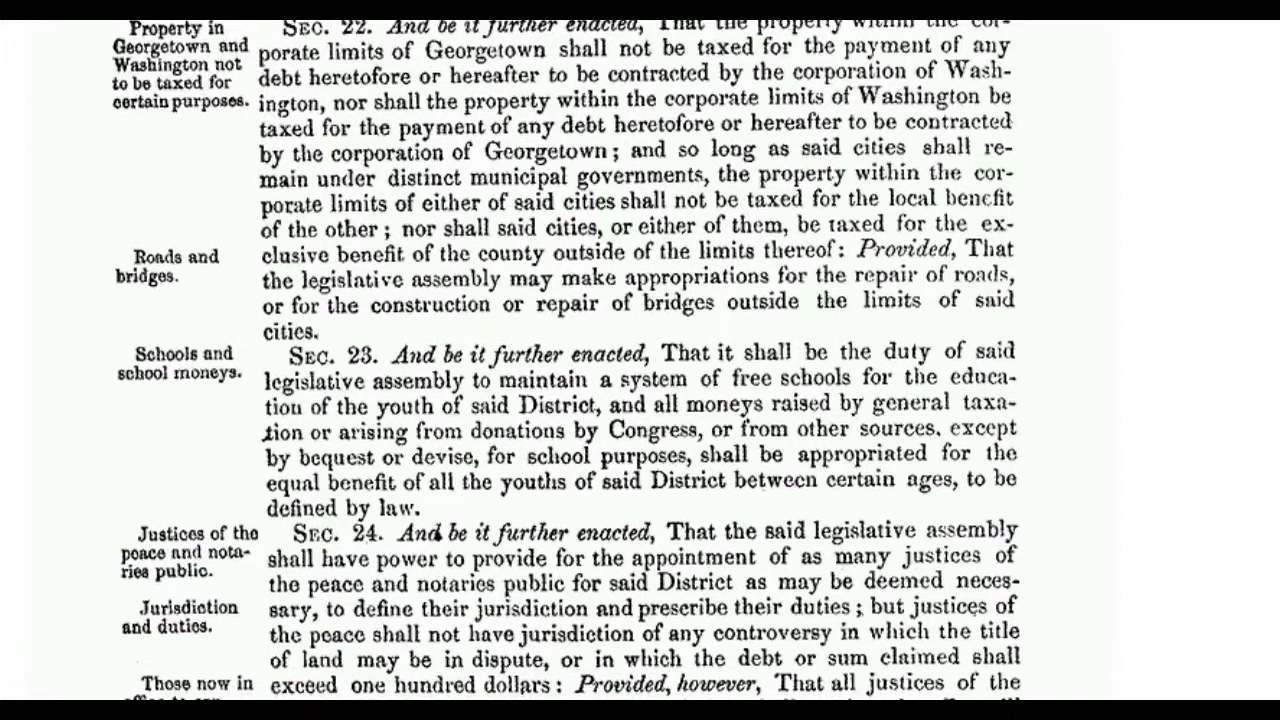 Property in
Georgetown and
Washington not
to be taxed for
certain purposes.
SEC. 22. And be it further enacted, That the property within the cor-
porate limits of Georgetown shall not be taxed for the payment of any
debt heretofore or hereafter to be contracted by the corporation of Wash-
ington, nor shall the property within the corporate limits of Washington be
taxed for the payment of any debt heretofore or hereafter to be contracted
by the corporation of Georgetown; and so long as said cities shall re-
main under distinct municipal governments, the property within the cor-
porate limits of either of said cities shall not be taxed for the local benefit
of the other; nor shall said cities, or either of them, be taxed for the ex-
clusive benefit of the county outside of the limits thereof: Provided, That
the legislative assembly may make appropriations for the repair of roads,
or for the construction or repair of bridges outside the limits of said
cities.
Roads and
bridges.
Schools and
school moneys.
SEC. 23. And be it further enacted, That it shall be the duty of said
legislative assembly to maintain a system of free schools for the educa-
tion of the youth of said District, and all moneys raised by general taxa-
tion or arising from donations by Congress, or from other sources, except
by bequest or devise, for school purposes, shall be appropriated for the
equal benefit of all the youths of said District between certain ages, to be
defined by law.
Justices of the
peace and nota-
ries public.
SEC. 24. And be it further enacted, That the said legislative assembly
shall have power to provide for the appointment of as many justices of
the peace and notaries public for said District as may be deemed neces-
sary, to define their jurisdiction and prescribe their duties; but justices of
the peace shall not have jurisdiction of any controversy in which the title
of land may be in dispute, or in which the debt or sum claimed shall
exceed one hundred dollars: Provided, however, That all justices of the
Jurisdiction
and duties.
Those now in